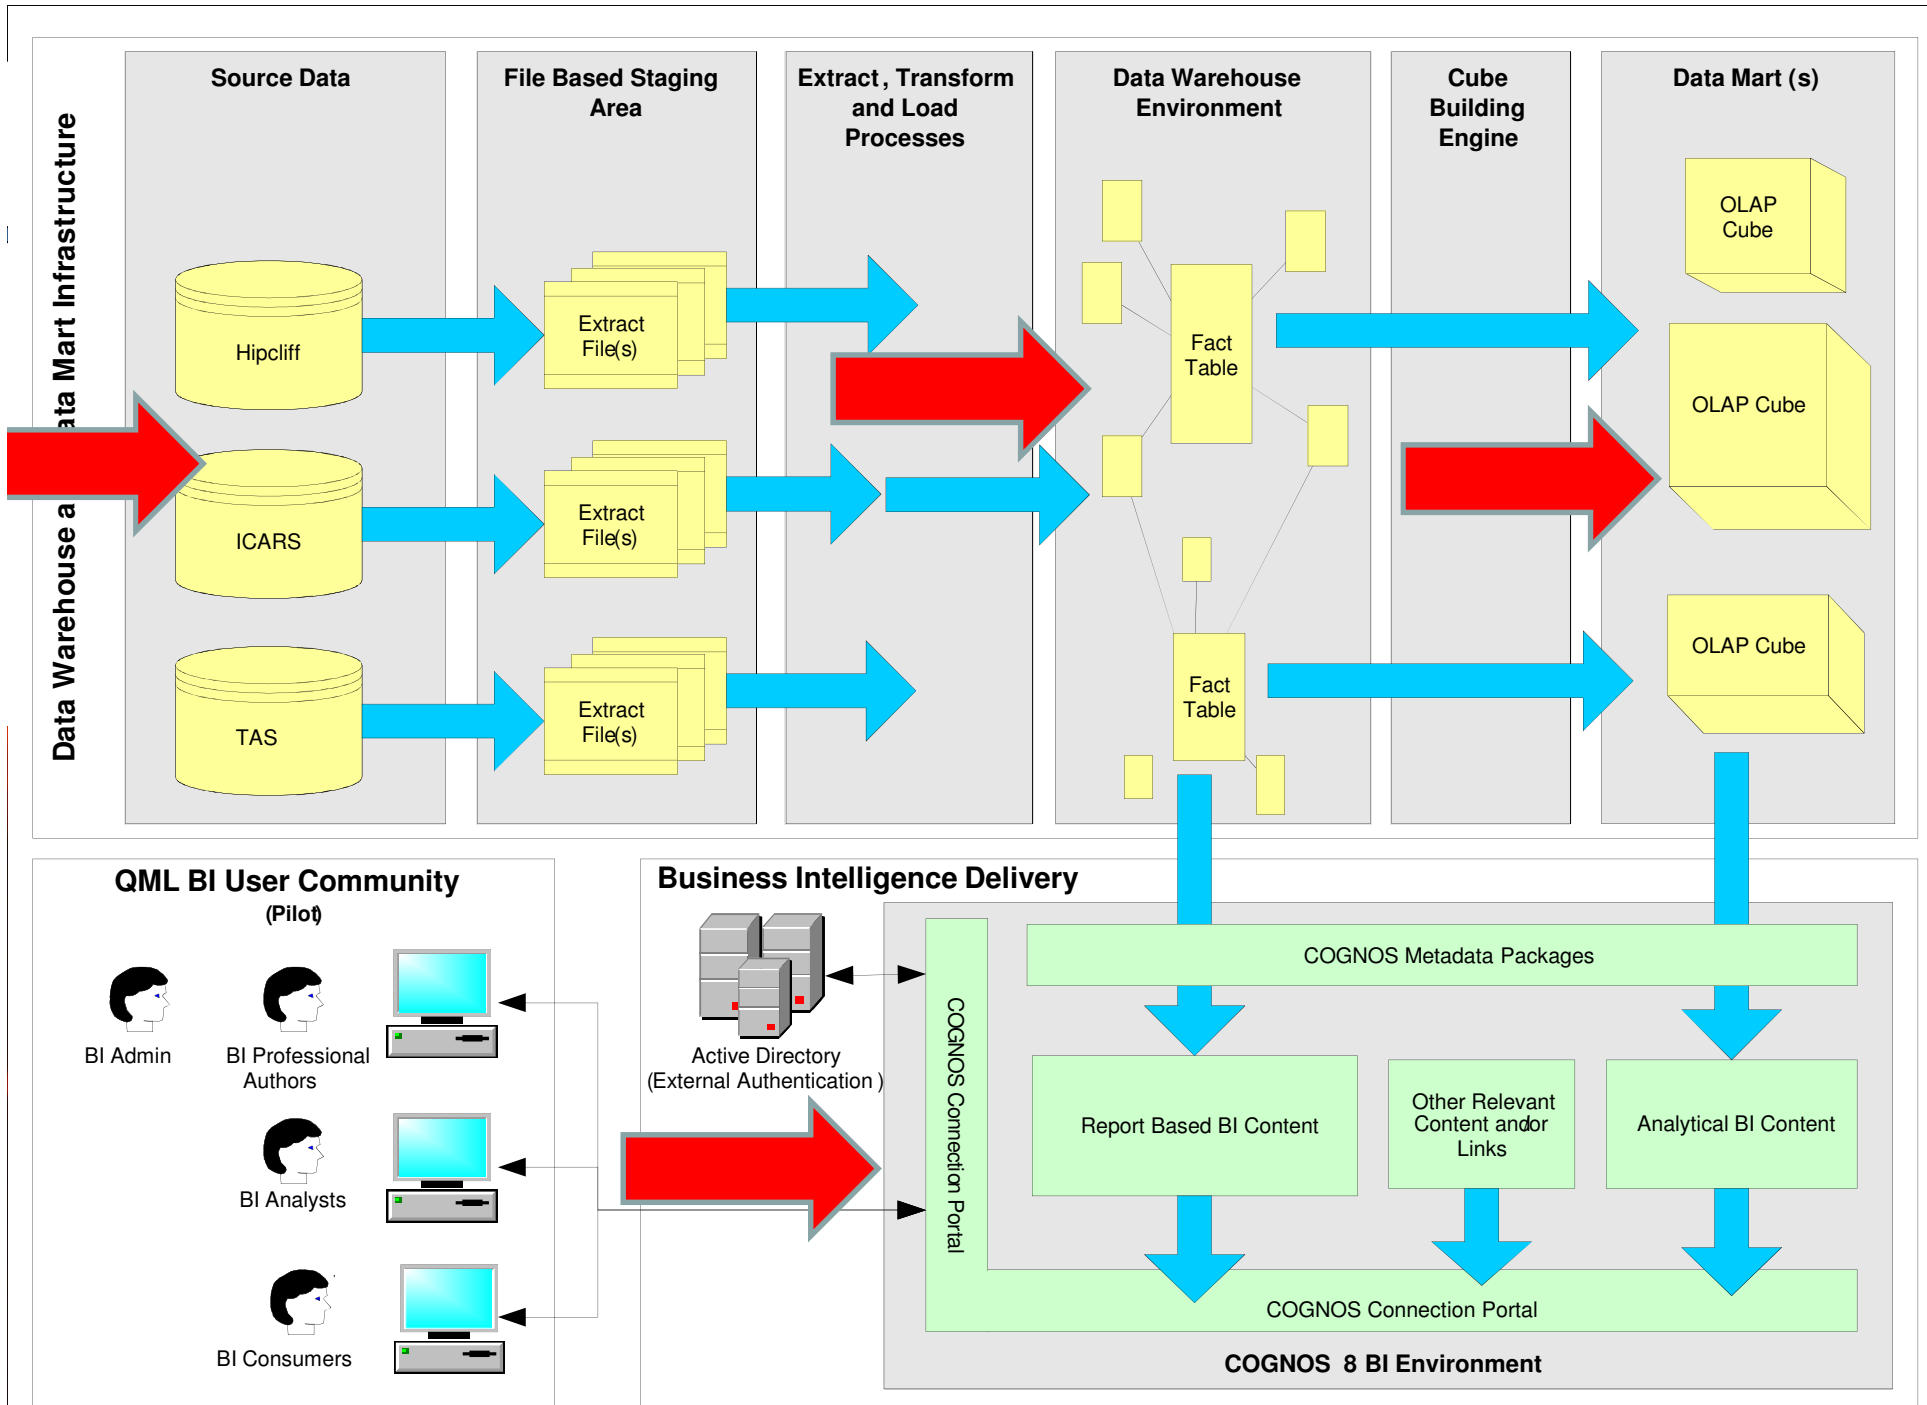 Data Warehouse a ata Mart Infrastructure
Source Data
File Based Staging
Area
Extract, Transform
and Load
Processes
Data Warehouse
Environment
Cube
Building
Engine
Data Mart (s)
Hipcliff
ICARS
TAS
Extract
File(s)
Extract
File(s)
Extract
File(s)
Fact
Table
Fact
Table
OLAP
Cube
OLAP Cube
OLAP Cube
QML BI User Community
(Pilot)
BI Admin
BI Professional
Authors
BI Analysts
BI Consumers
Business Intelligence Delivery
Active Directory
(External Authentication )
COGNOS Connection Portal
COGNOS Metadata Packages
Report Based BI Content
Other Relevant
Content and/or
Links
Analytical BI Content
COGNOS Connection Portal
COGNOS 8 BI Environment